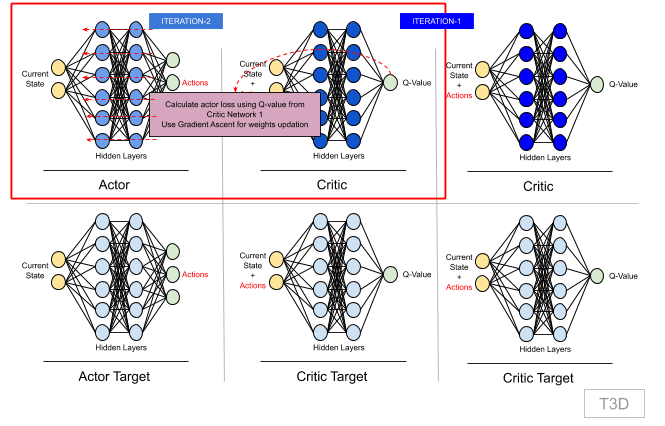 ITERATION-2
ITERATION-1
Current
State
Actions
Hidden Layers
Actor
Calculate actor loss using Q-value from
Critic Network 1
Use Gradient Ascent for weights updation
Current
State
Q-Value
Hidden Layers
Critic
Current
State
+
Actions
Q-Value
Hidden Layers
Critic
Current
State
Actions
Hidden Layers
Actor Target
Current
State
+
Actions
Q-Value
Hidden Layers
Critic Target
Current
State
+
Actions
Q-Value
Hidden Layers
Critic Target
T3D